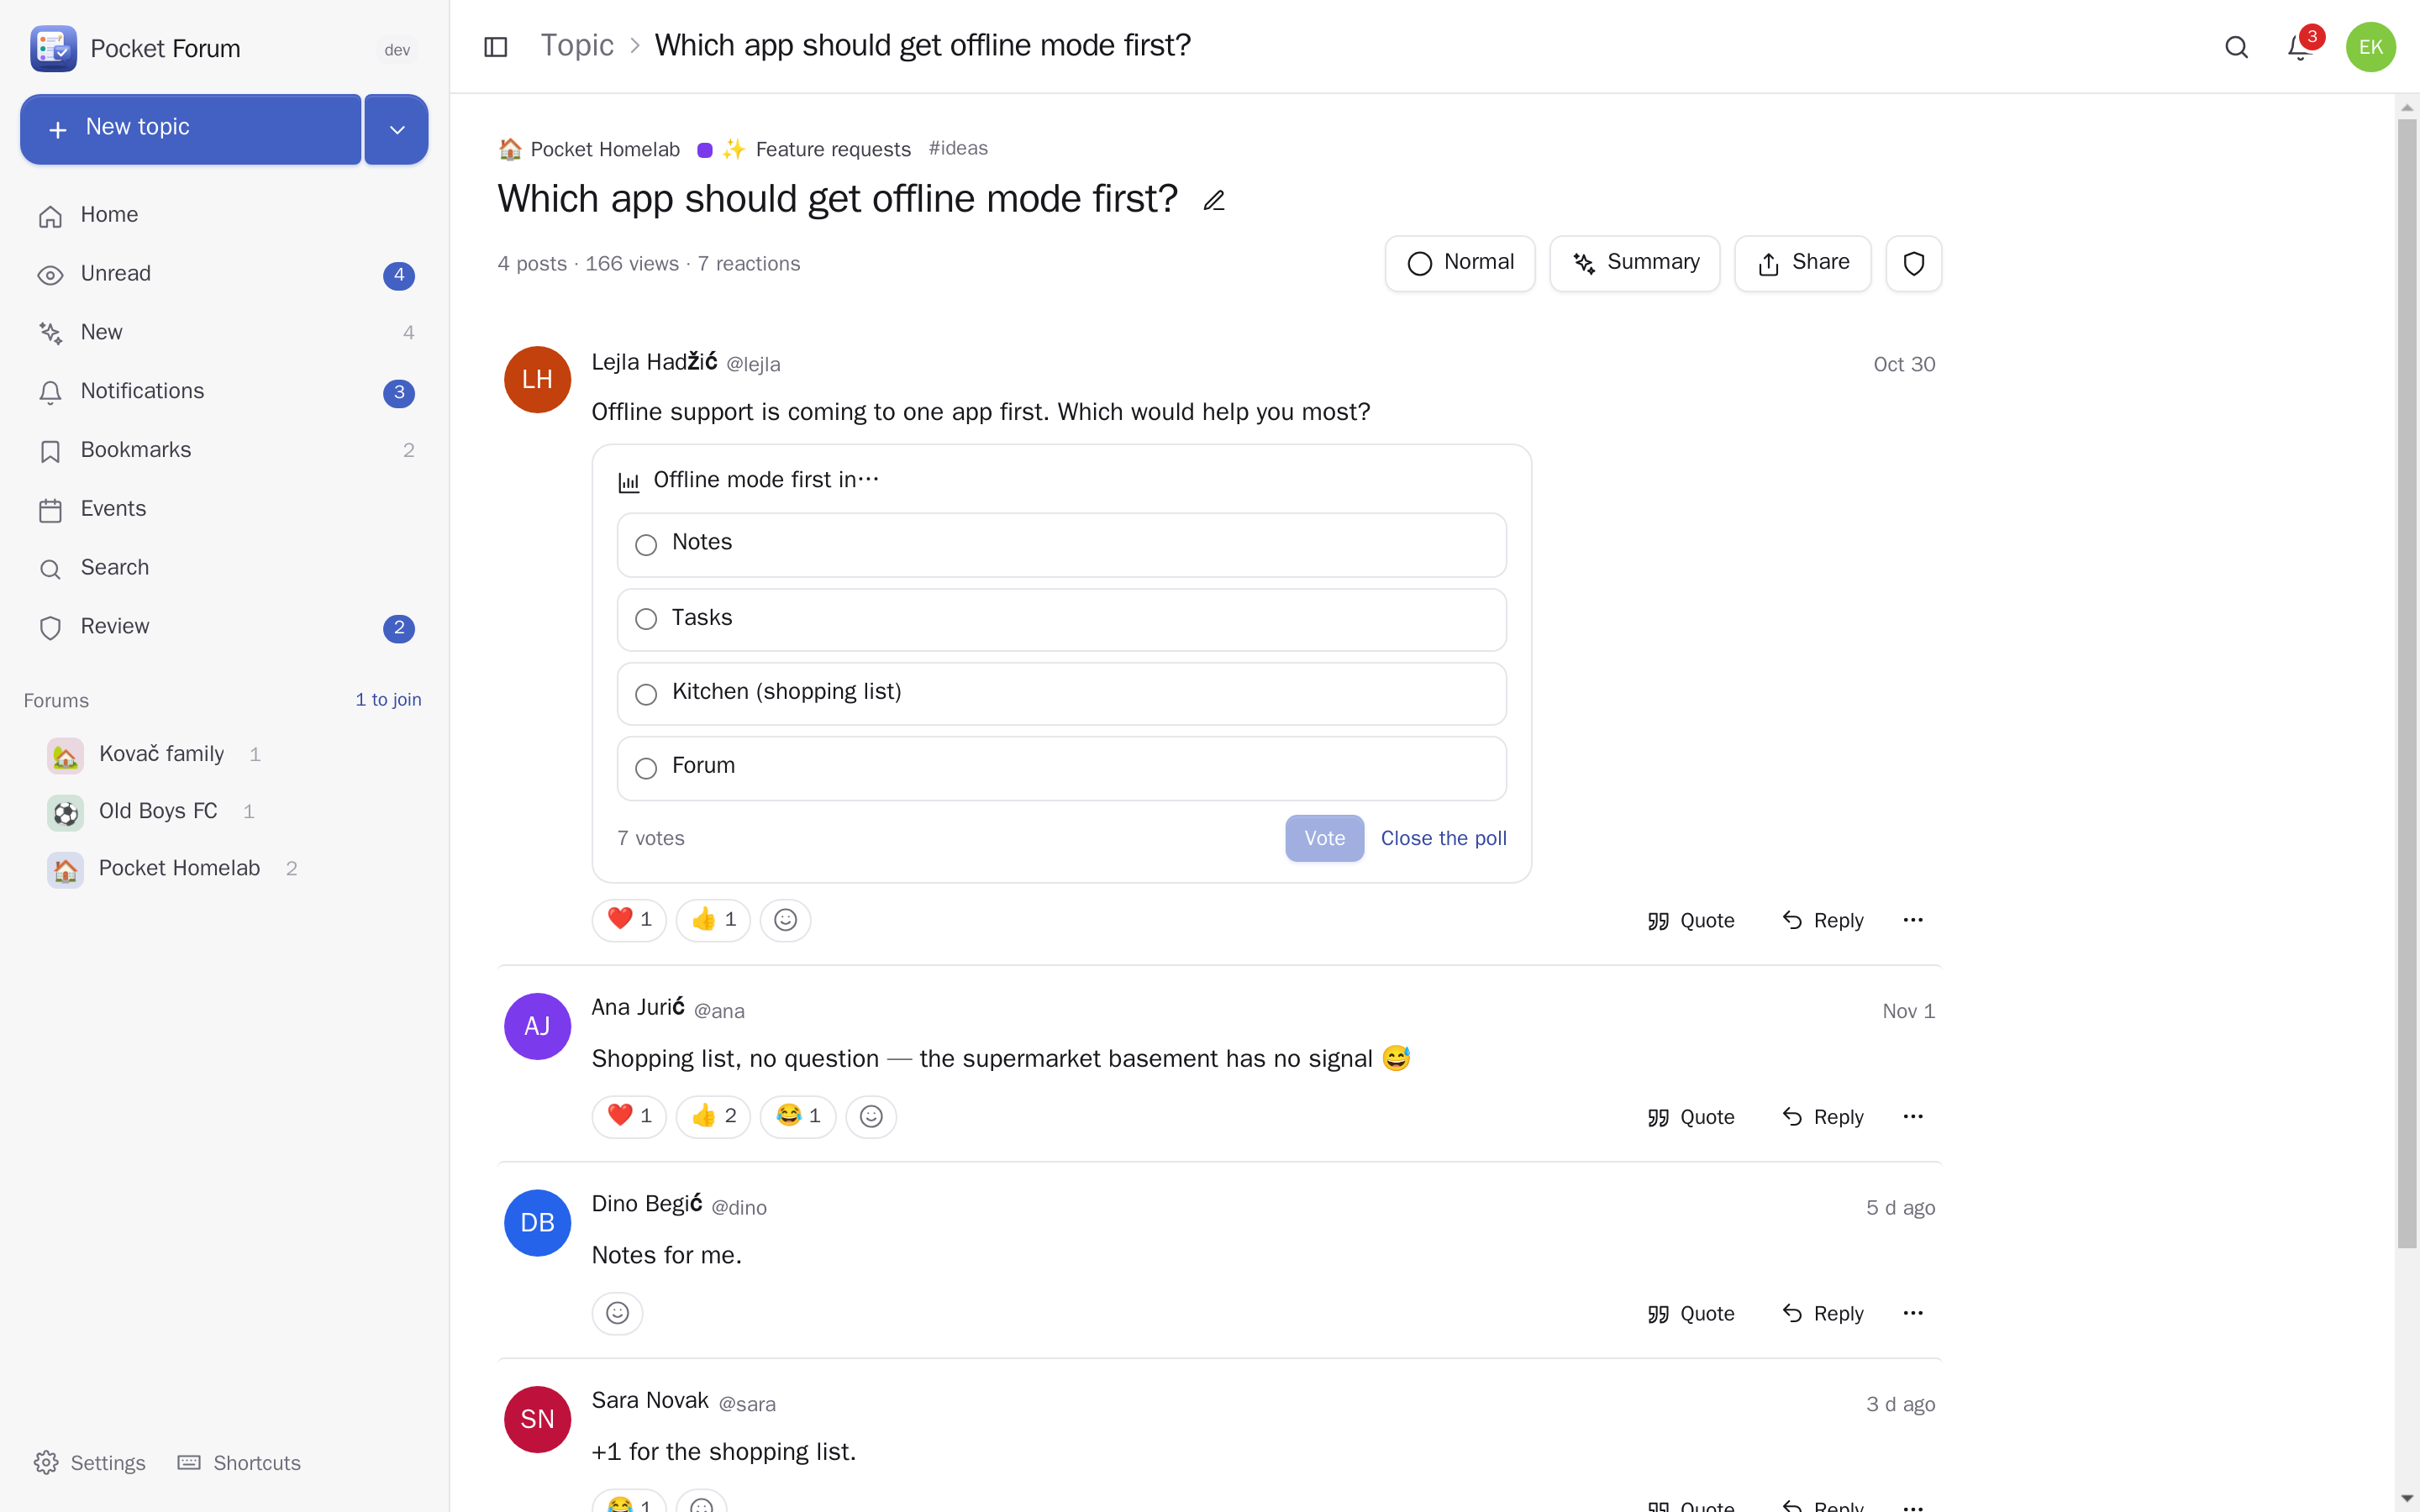 Pocket Forum dev
New topic
Home
Unread 4
New 4
Notifications 3
Bookmarks 2
Events
Search
Review 2
Forums 1 to join
Kovač family 1
Old Boys FC 1
Pocket Homelab 2
Settings Shortcuts
Topic > Which app should get offline mode first?
3 EK
🏠 Pocket Homelab ✨ Feature requests #ideas
Which app should get offline mode first?
4 posts · 166 views · 7 reactions
Normal Summary Share
LH Lejla Hadžić @lejla Oct 30
Offline support is coming to one app first. Which would help you most?
Offline mode first in…
Notes
Tasks
Kitchen (shopping list)
Forum
7 votes Vote Close the poll
❤️ 1 👍 1 Quote Reply
AJ Ana Jurić @ana Nov 1
Shopping list, no question — the supermarket basement has no signal 😅
❤️ 1 👍 2 😂 1 Quote Reply
DB Dino Begić @dino 5 d ago
Notes for me.
Quote Reply
SN Sara Novak @sara 3 d ago
+1 for the shopping list.
😂 1 Quote Reply